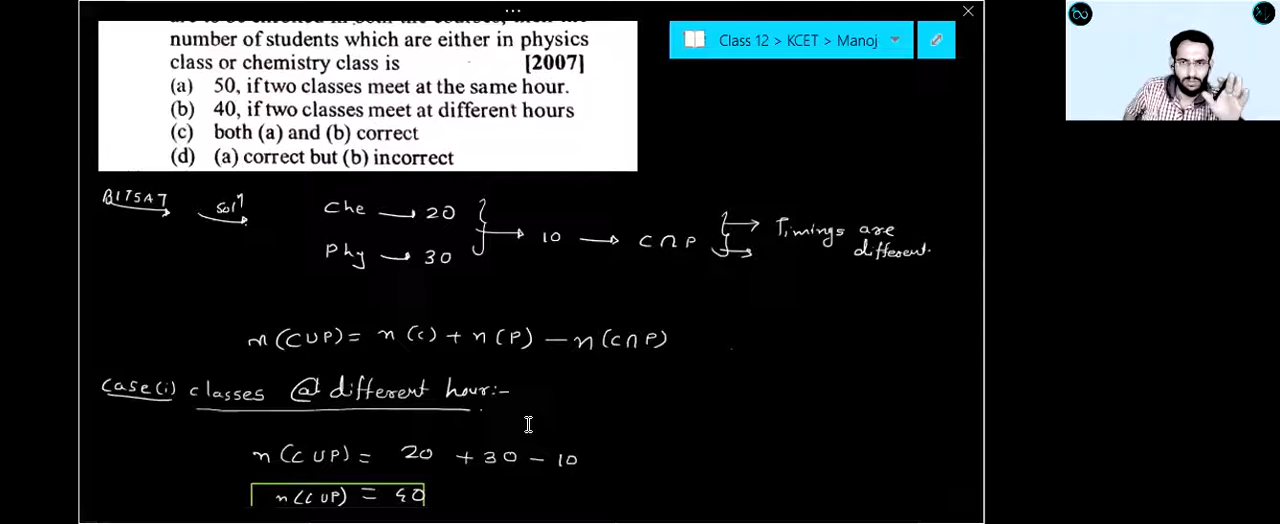 number of students which are either in physics
class or chemistry class is [2007]
(a) 50, if two classes meet at the same hour.
(b) 40, if two classes meet at different hours
(c) both (a) and (b) correct
(d) (a) correct but (b) incorrect
Class 12 > KCET > Manoj
BITSAT Solⁿ
Che → 20
Phy → 30
10 → C∩P
Timings are
different.
n(C∪P) = n(C) + n(P) − n(C∩P)
Case(i) classes @ different hour:-
n(C∪P) = 20 + 30 − 10
n(C∪P) = 40